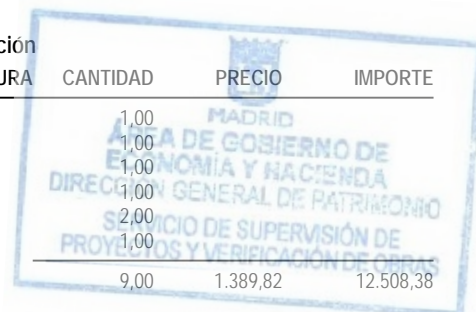 ción
URA CANTIDAD PRECIO IMPORTE
MADRID
1,00
ÁREA DE GOBIERNO DE
1,00
ECONOMÍA Y HACIENDA
1,00
DIRECCIÓN GENERAL DE PATRIMONIO
1,00
1,00
SERVICIO DE SUPERVISIÓN DE
2,00
PROYECTOS Y VERIFICACIÓN DE OBRAS
1,00
9,00 1.389,82 12.508,38